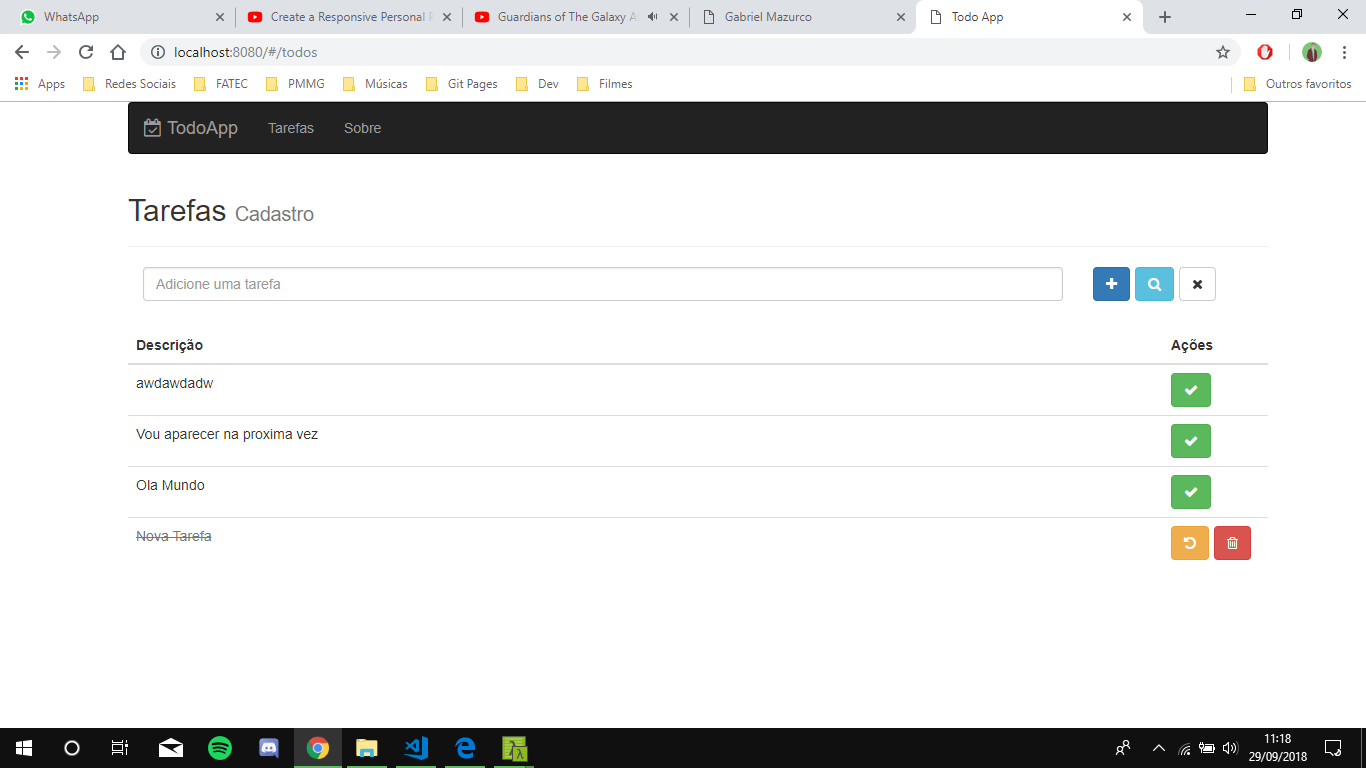 WhatsApp
Create a Responsive Personal P
Guardians of The Galaxy A
Gabriel Mazurco
Todo App
localhost:8080/#/todos
Apps
Redes Sociais
FATEC
PMMG
Músicas
Git Pages
Dev
Filmes
Outros favoritos
TodoApp
Tarefas
Sobre
Tarefas Cadastro
Adicione uma tarefa
Descrição
Ações
awdawdadw
Vou aparecer na proxima vez
Ola Mundo
Nova Tarefa
11:18
29/09/2018